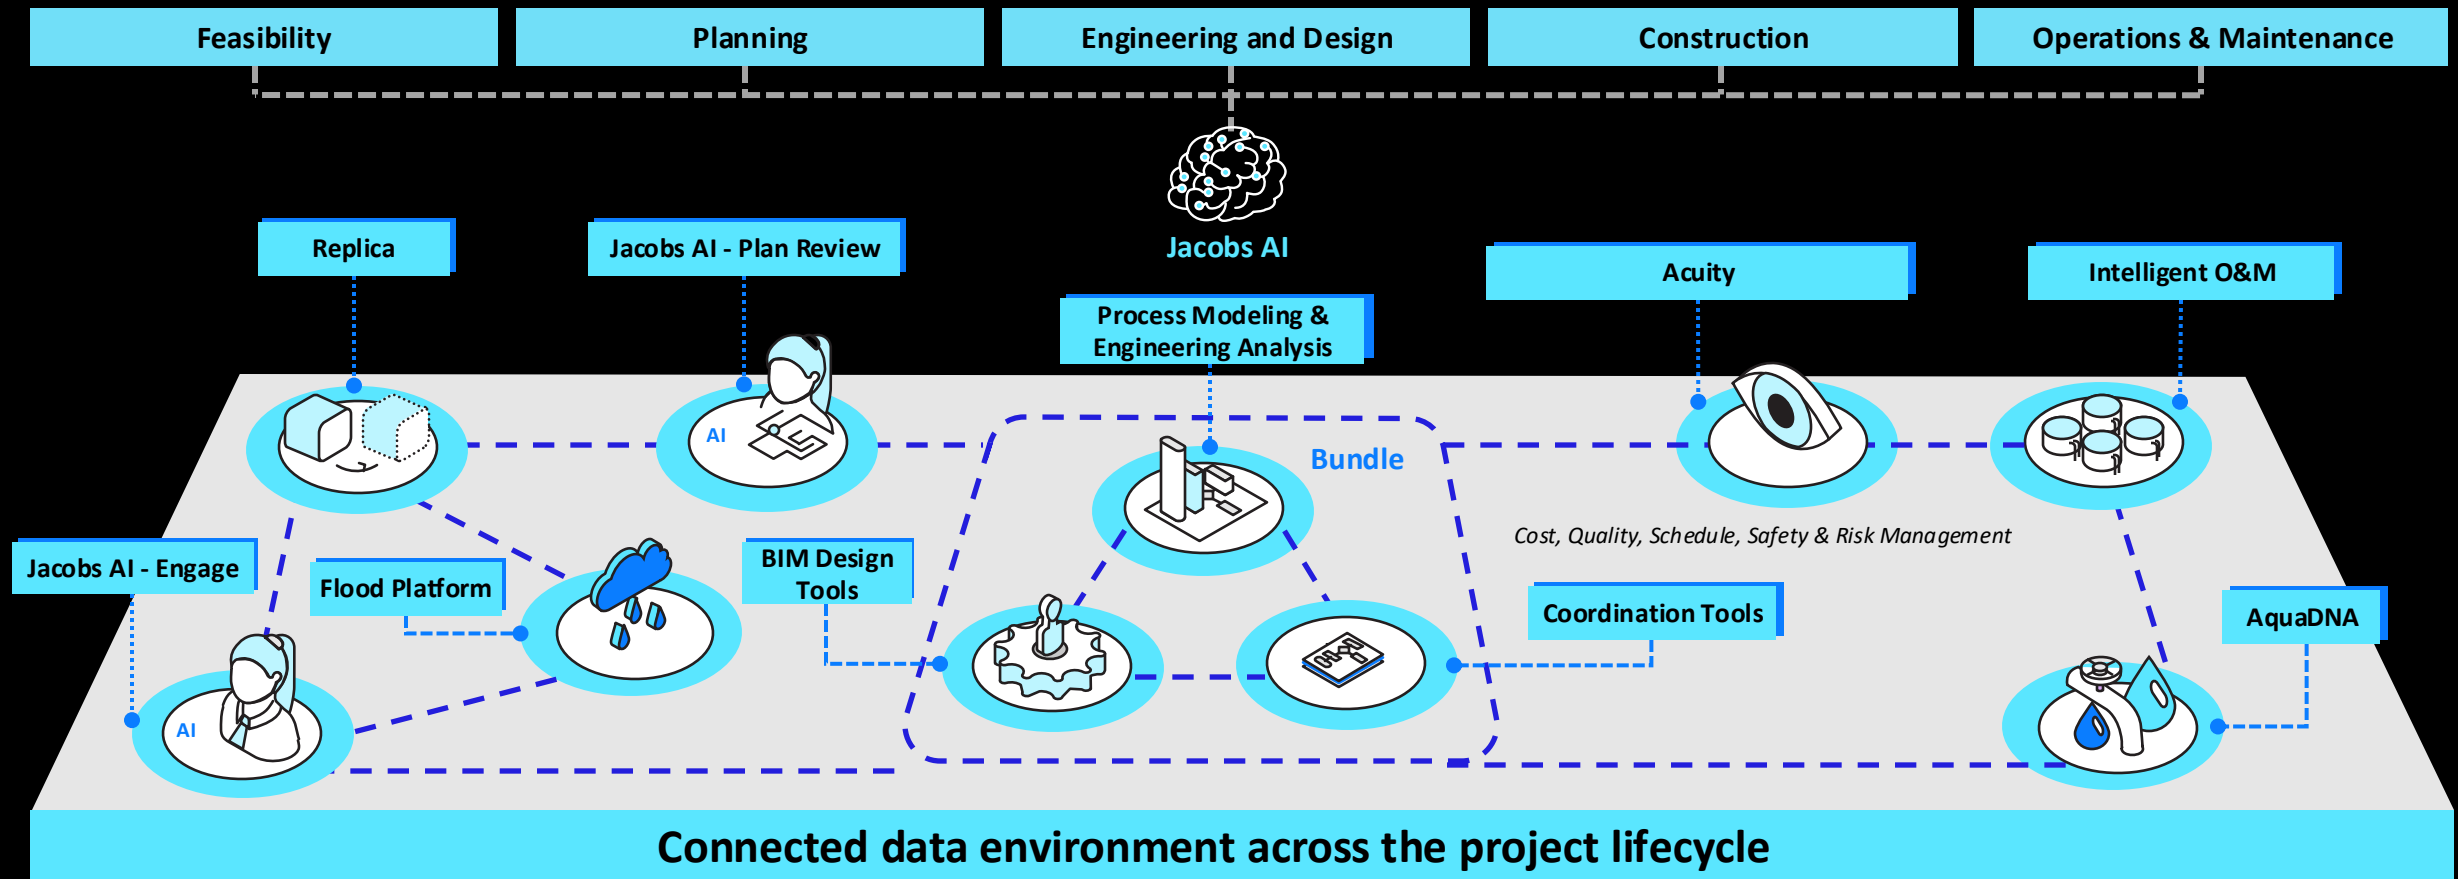 Feasibility
Planning
Engineering and Design
Construction
Operations & Maintenance
Jacobs AI
Replica
Jacobs AI - Plan Review
Process Modeling &
Engineering Analysis
Acuity
Intelligent O&M
AI
Bundle
Cost, Quality, Schedule, Safety & Risk Management
Jacobs AI - Engage
Flood Platform
BIM Design
Tools
Coordination Tools
AquaDNA
AI
Connected data environment across the project lifecycle